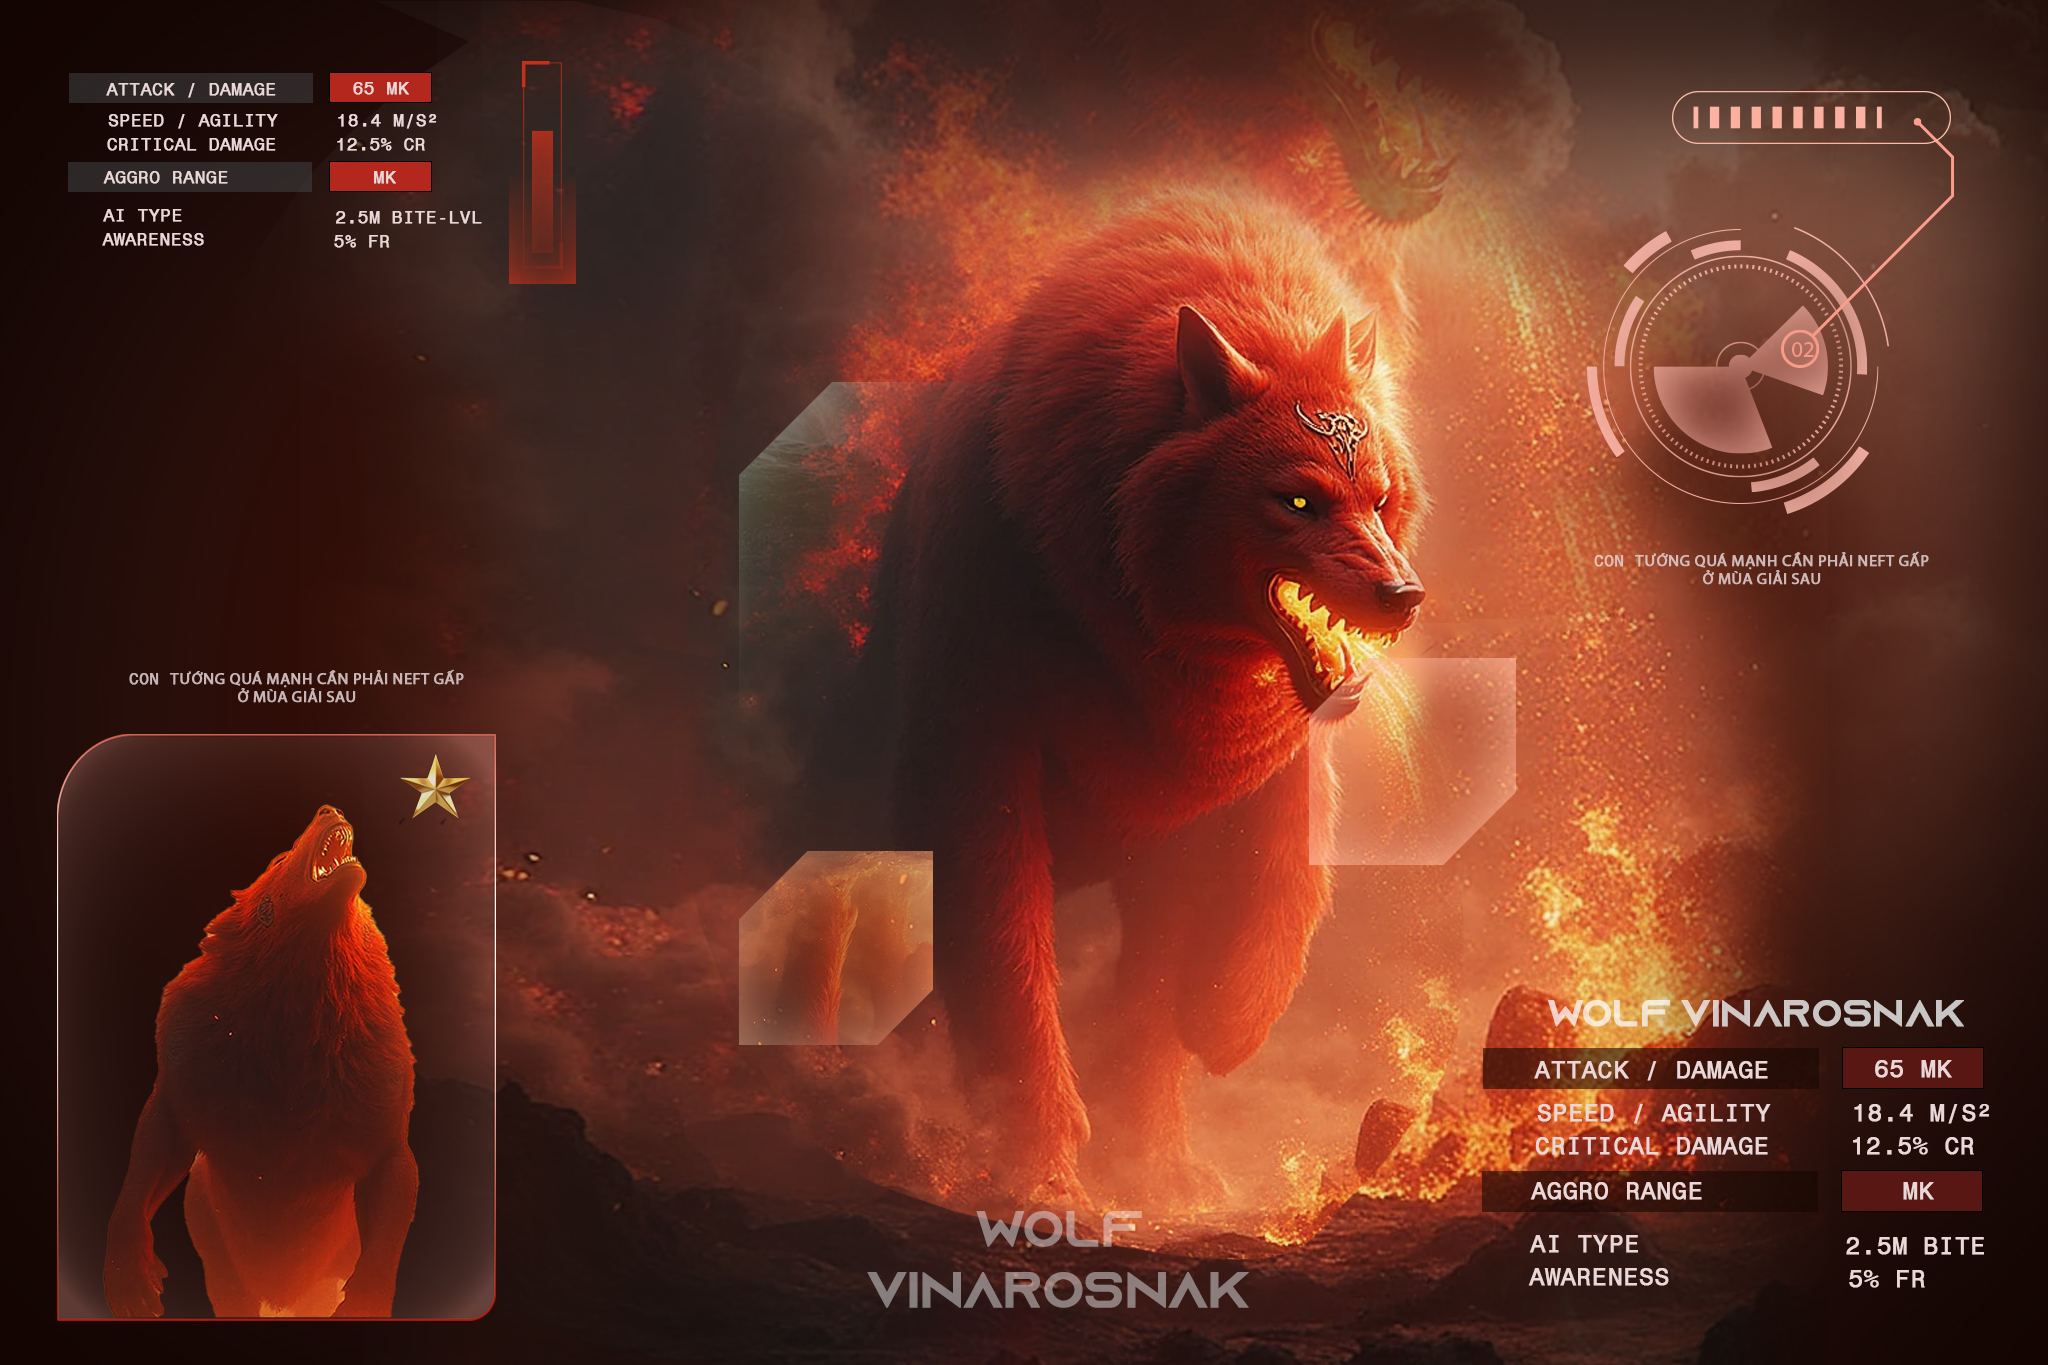 ATTACK / DAMAGE 65 MK
SPEED / AGILITY 18.4 M/S²
CRITICAL DAMAGE 12.5% CR
AGGRO RANGE MK
AI TYPE 2.5M BITE-LVL
AWARENESS 5% FR
02
CON TƯỚNG QUÁ MẠNH CẦN PHẢI NEFT GẤP
Ở MÙA GIẢI SAU
CON TƯỚNG QUÁ MẠNH CẦN PHẢI NEFT GẤP
Ở MÙA GIẢI SAU
WOLF VINAROSNAK
ATTACK / DAMAGE 65 MK
SPEED / AGILITY 18.4 M/S²
CRITICAL DAMAGE 12.5% CR
AGGRO RANGE MK
AI TYPE 2.5M BITE
AWARENESS 5% FR
WOLF
VINAROSNAK